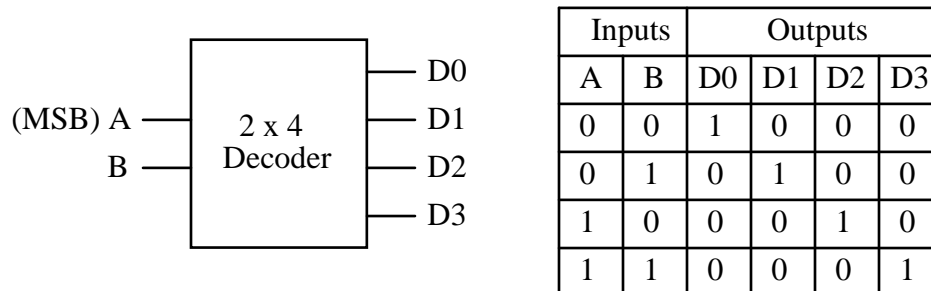 (MSB) A
B
2 x 4
Decoder
D0
D1
D2
D3
Inputs Outputs
A B D0 D1 D2 D3
0 0 1 0 0 0
0 1 0 1 0 0
1 0 0 0 1 0
1 1 0 0 0 1